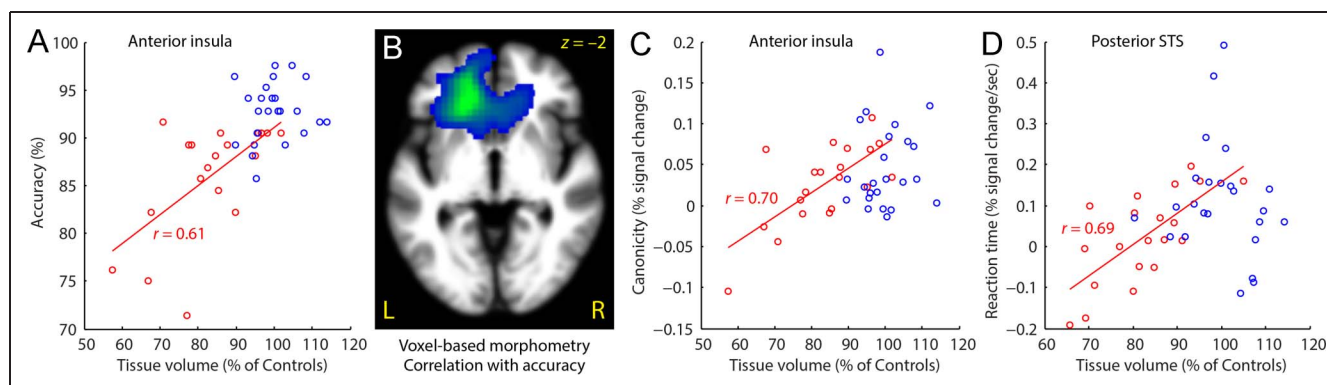 A
Anterior insula
100
95
90
85
80
75
70
Accuracy (%)
r = 0.61
50 60 70 80 90 100 110 120
Tissue volume (% of Controls)
B
z = −2
L R
Voxel-based morphometry
Correlation with accuracy
C
Anterior insula
0.2
0.15
0.1
0.05
0
−0.05
−0.1
−0.15
Canonicity (% signal change)
r = 0.70
50 60 70 80 90 100 110 120
Tissue volume (% of Controls)
D
Posterior STS
0.5
0.4
0.3
0.2
0.1
0
−0.1
−0.2
Reaction time (% signal change/sec)
r = 0.69
60 70 80 90 100 110 120
Tissue volume (% of Controls)